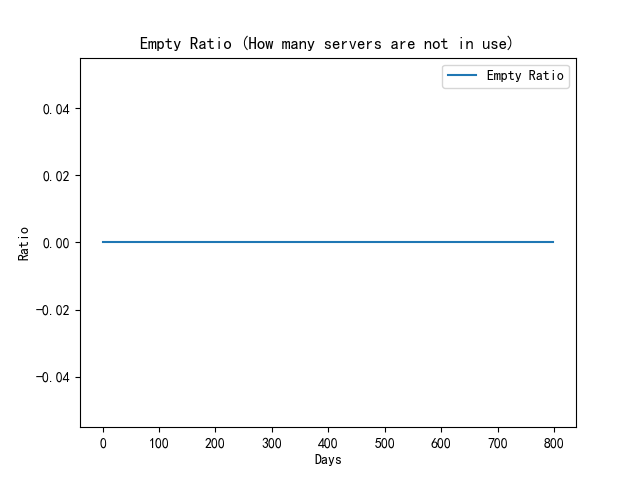 Empty Ratio (How many servers are not in use)
Empty Ratio
0.04
0.02
0.00
−0.02
−0.04
Ratio
0 100 200 300 400 500 600 700 800
Days